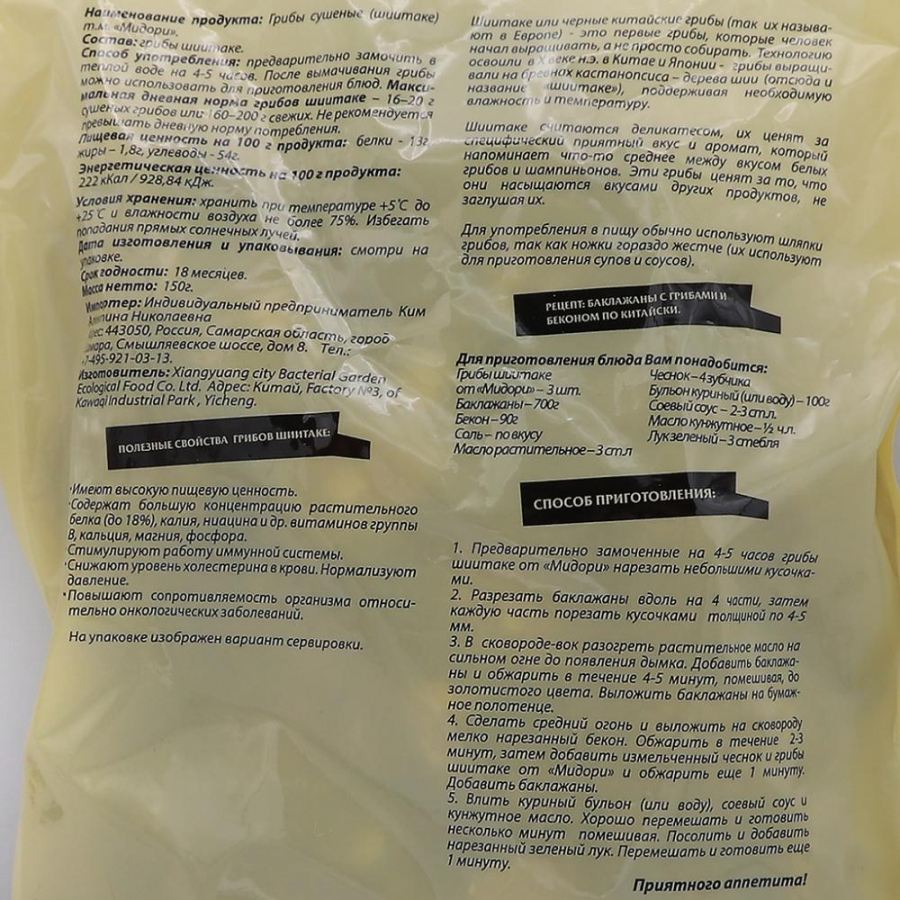 Наименование продукта: Грибы сушеные (шиитаке)
т.м. «Мидори».
Состав: грибы шиитаке.
Способ употребления: предварительно замочить в
теплой воде на 4-5 часов. После вымачивания грибы
можно использовать для приготовления блюд. Макси-
мальная дневная норма грибов шиитаке – 16–20 г
сушеных грибов или 160–200 г свежих. Не рекомендуется
превышать дневную норму потребления.
Пищевая ценность на 100 г продукта: белки - 13г,
жиры – 1,8г, углеводы - 54г.
Энергетическая ценность на 100 г продукта:
222 кКал / 928,84 кДж.
Условия хранения: хранить при температуре +5°С до
+25°С и влажности воздуха не более 75%. Избегать
попадания прямых солнечных лучей.
Дата изготовления и упаковывания: смотри на
упаковке.
Срок годности: 18 месяцев.
Масса нетто: 150г.
Импортер: Индивидуальный предприниматель Ким
Николаевна
443050, Россия, Самарская область, город
Смышляевское шоссе, дом 8. Тел.:
7-495-921-03-13.
Изготовитель: Xiangyuang city Bacterial Garden
Ecological Food Co. Ltd. Адрес: Китай, Factory №3, of
Kawaqi Industrial Park , Yicheng.
ПОЛЕЗНЫЕ СВОЙСТВА ГРИБОВ ШИИТАКЕ:
·Имеют высокую пищевую ценность.
·Содержат большую концентрацию растительного
белка (до 18%), калия, ниацина и др. витаминов группы
В, кальция, магния, фосфора.
Стимулируют работу иммунной системы.
·Снижают уровень холестерина в крови. Нормализуют
давление.
·Повышают сопротивляемость организма относи-
тельно онкологических заболеваний.
На упаковке изображен вариант сервировки.
Шиитаке или черные китайские грибы (так их называ-
ют в Европе) - это первые грибы, которые человек
начал выращивать, а не просто собирать. Технологию
освоили в X веке н.э. в Китае и Японии - грибы выращи-
вали на бревнах кастанопсиса – дерева шии (отсюда и
название «шиитаке»), поддерживая необходимую
влажность и температуру.
Шиитаке считаются деликатесом, их ценят за
специфический приятный вкус и аромат, который
напоминает что-то среднее между вкусом белых
грибов и шампиньонов. Эти грибы ценят за то, что
они насыщаются вкусами других продуктов, не
заглушая их.
Для употребления в пищу обычно используют шляпки
грибов, так как ножки гораздо жестче (их используют
для приготовления супов и соусов).
РЕЦЕПТ: БАКЛАЖАНЫ С ГРИБАМИ И
БЕКОНОМ ПО КИТАЙСКИ.
Для приготовления блюда Вам понадобится:
Грибы шиитаке
от «Мидори» – 3 шт.
Баклажаны – 700г
Бекон – 90г
Соль – по вкусу
Масло растительное – 3 ст.л
Чеснок – 4 зубчика
Бульон куриный (или воду) – 100г
Соевый соус – 2-3 ст.л.
Масло кунжутное – ½ ч.л.
Лук зеленый – 3 стебля
СПОСОБ ПРИГОТОВЛЕНИЯ:
1. Предварительно замоченные на 4-5 часов грибы
шиитаке от «Мидори» нарезать небольшими кусочка-
ми.
2. Разрезать баклажаны вдоль на 4 части, затем
каждую часть порезать кусочками толщиной по 4-5
мм.
3. В сковороде-вок разогреть растительное масло на
сильном огне до появления дымка. Добавить баклажа-
ны и обжарить в течение 4-5 минут, помешивая, до
золотистого цвета. Выложить баклажаны на бумаж-
ное полотенце.
4. Сделать средний огонь и выложить на сковороду
мелко нарезанный бекон. Обжарить в течение 2-3
минут, затем добавить измельченный чеснок и грибы
шиитаке от «Мидори» и обжарить еще 1 минуту.
Добавить баклажаны.
5. Влить куриный бульон (или воду), соевый соус и
кунжутное масло. Хорошо перемешать и готовить
несколько минут помешивая. Посолить и добавить
нарезанный зеленый лук. Перемешать и готовить еще
1 минуту.
Приятного аппетита!